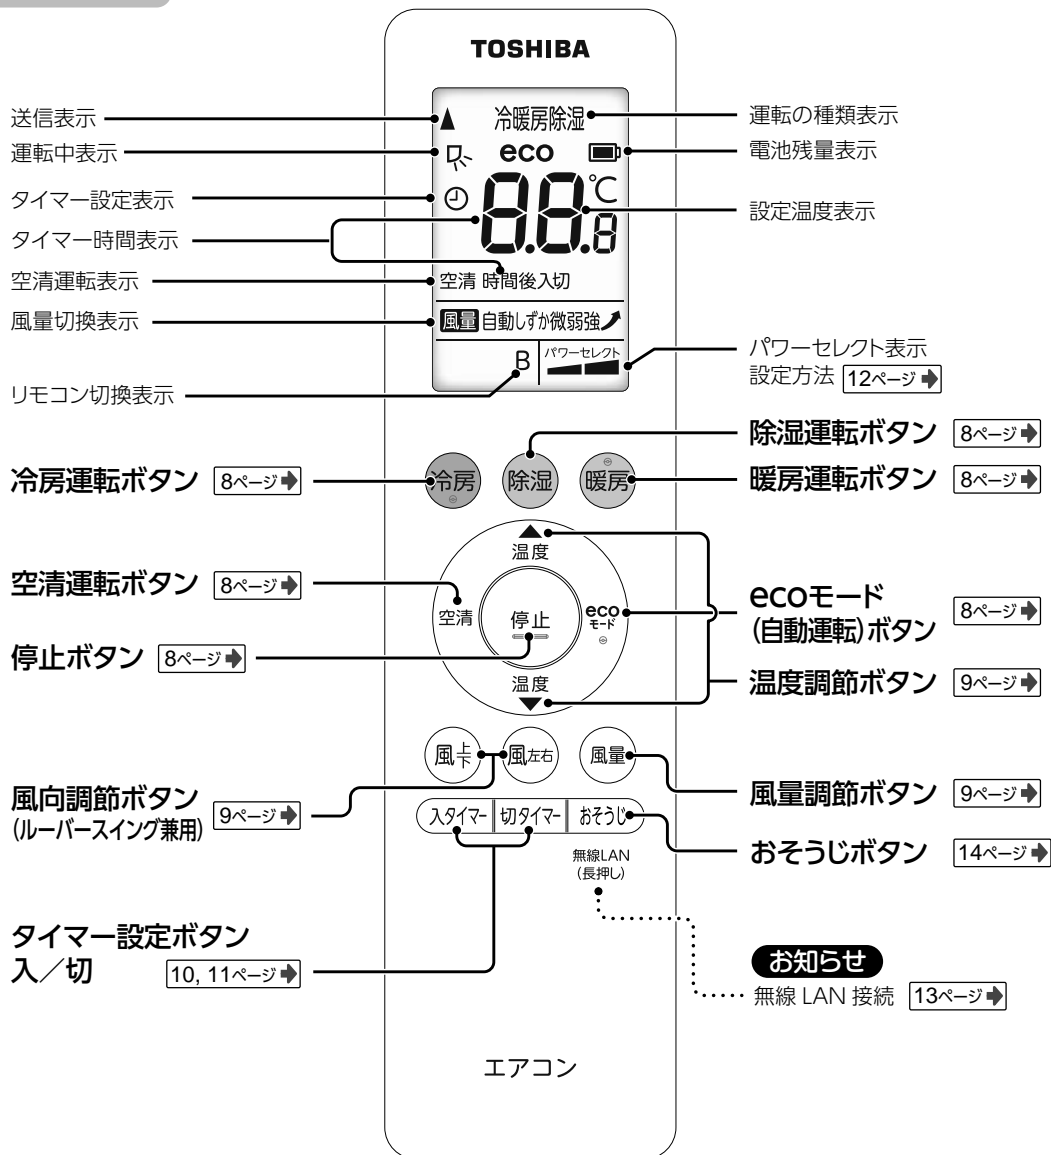 TOSHIBA
送信表示
運転中表示
タイマー設定表示
タイマー時間表示
空清運転表示
風量切換表示
リモコン切換表示
冷暖房除湿
eco
88.8℃
空清 時間後入切
風量 自動しずか微弱強
B
パワーセレクト
運転の種類表示
電池残量表示
設定温度表示
パワーセレクト表示
設定方法 12ページ
除湿運転ボタン 8ページ
冷房運転ボタン 8ページ
冷房
除湿
暖房
暖房運転ボタン 8ページ
空清運転ボタン 8ページ
停止ボタン 8ページ
温度
空清
停止
eco
モード
温度
ecoモード
(自動運転)ボタン 8ページ
温度調節ボタン 9ページ
風上下
風左右
風量
風向調節ボタン
(ルーバースイング兼用) 9ページ
風量調節ボタン 9ページ
入タイマー
切タイマー
おそうじ
おそうじボタン 14ページ
無線LAN
(長押し)
タイマー設定ボタン
入／切 10, 11ページ
お知らせ
無線 LAN 接続 13ページ
エアコン